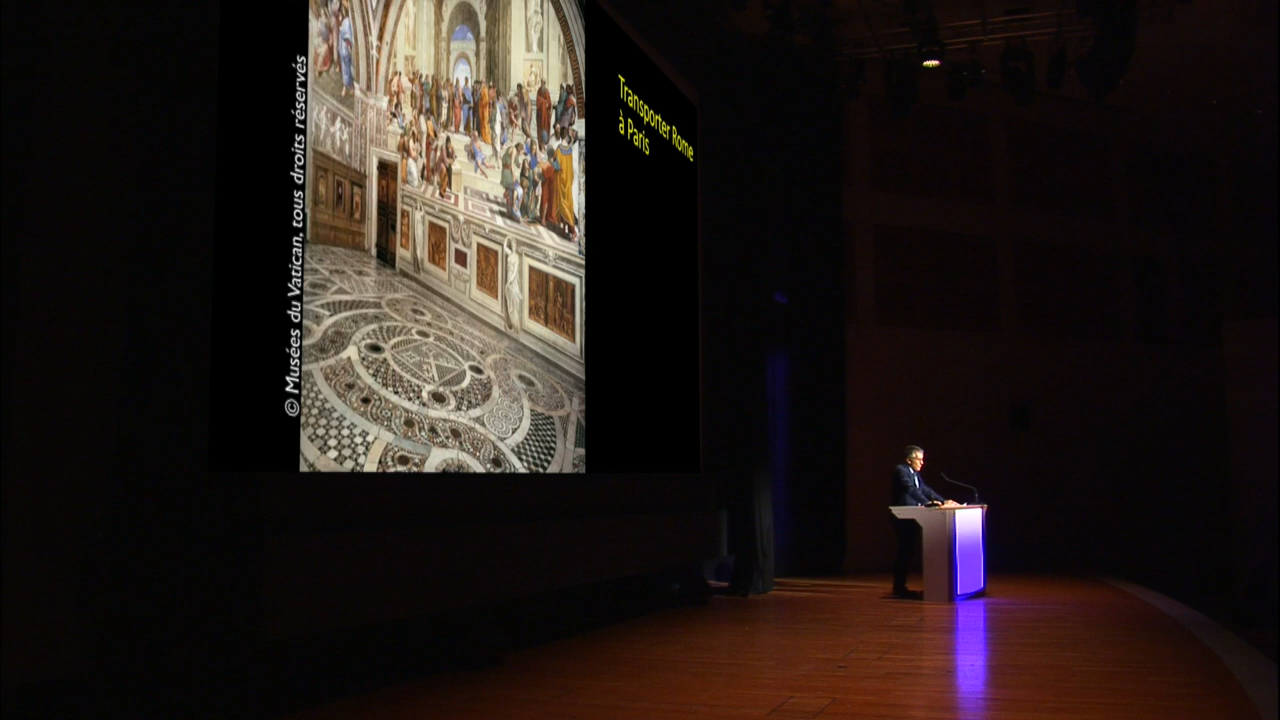 © Musées du Vatican, tous droits réservés
Transporter Rome
à Paris